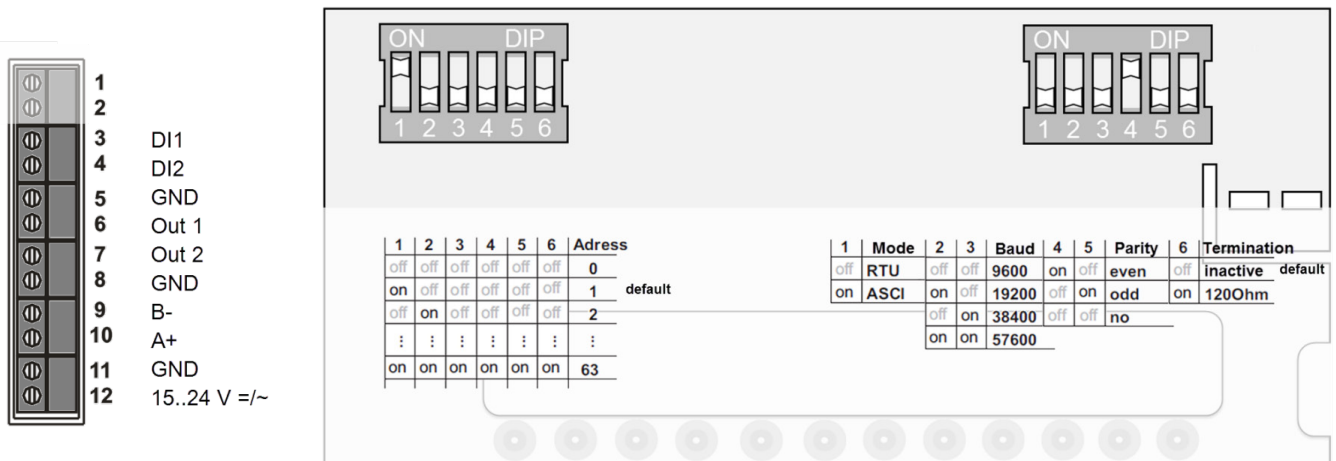 1
2
3 DI1
4 DI2
5 GND
6 Out 1
7 Out 2
8 GND
9 B-
10 A+
11 GND
12 15..24 V =/~
ON DIP
1 2 3 4 5 6
ON DIP
1 2 3 4 5 6
1 2 3 4 5 6 Adress
off off off off off off 0
on off off off off off 1 default
off on off off off off 2
⋮ ⋮ ⋮ ⋮ ⋮ ⋮ ⋮
on on on on on on 63
1 Mode 2 3 Baud 4 5 Parity 6 Termination
off RTU off off 9600 on off even off inactive default
on ASCI on off 19200 off on odd on 120Ohm
off on 38400 off off no
on on 57600